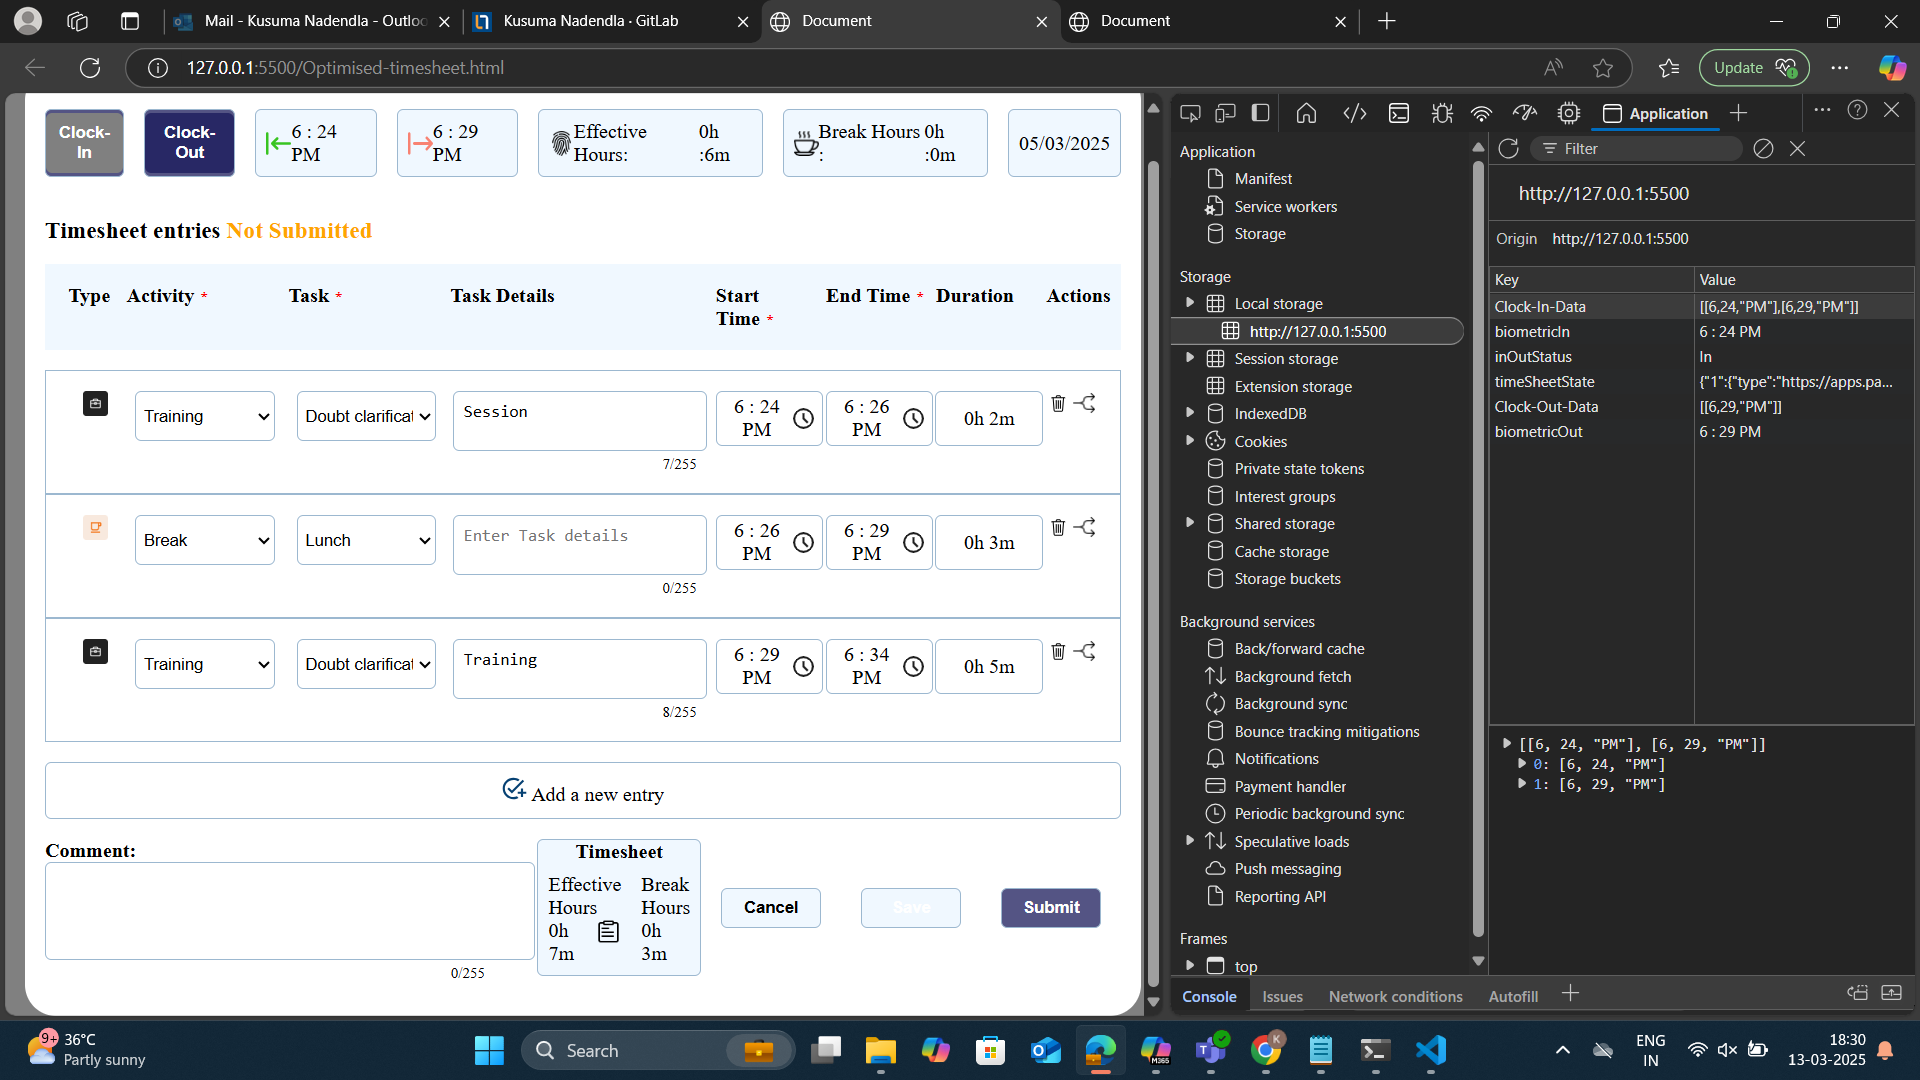 Mail - Kusuma Nadendla - Outloo
Kusuma Nadendla · GitLab
Document
Document
127.0.0.1:5500/Optimised-timesheet.html
Update
Clock-In
Clock-Out
6 : 24 PM
6 : 29 PM
Effective Hours: 0h :6m
Break Hours : 0h :0m
05/03/2025
Timesheet entries Not Submitted
Type Activity * Task * Task Details Start Time * End Time * Duration Actions
Training Doubt clarificat Session 6 : 24 PM 6 : 26 PM 0h 2m
7/255
Break Lunch Enter Task details 6 : 26 PM 6 : 29 PM 0h 3m
0/255
Training Doubt clarificat Training 6 : 29 PM 6 : 34 PM 0h 5m
8/255
Add a new entry
Comment:
0/255
Timesheet
Effective Hours 0h 7m
Break Hours 0h 3m
Cancel
Save
Submit
Application
Application
Manifest
Service workers
Storage
Storage
Local storage
http://127.0.0.1:5500
Session storage
Extension storage
IndexedDB
Cookies
Private state tokens
Interest groups
Shared storage
Cache storage
Storage buckets
Background services
Back/forward cache
Background fetch
Background sync
Bounce tracking mitigations
Notifications
Payment handler
Periodic background sync
Speculative loads
Push messaging
Reporting API
Frames
top
Filter
http://127.0.0.1:5500
Origin http://127.0.0.1:5500
Key Value
Clock-In-Data [[6,24,"PM"],[6,29,"PM"]]
biometricIn 6 : 24 PM
inOutStatus In
timeSheetState {"1":{"type":"https://apps.pa...
Clock-Out-Data [[6,29,"PM"]]
biometricOut 6 : 29 PM
[[6, 24, "PM"], [6, 29, "PM"]]
0: [6, 24, "PM"]
1: [6, 29, "PM"]
Console Issues Network conditions Autofill
9+
36°C
Partly sunny
Search
M365
K
ENG
IN
18:30
13-03-2025